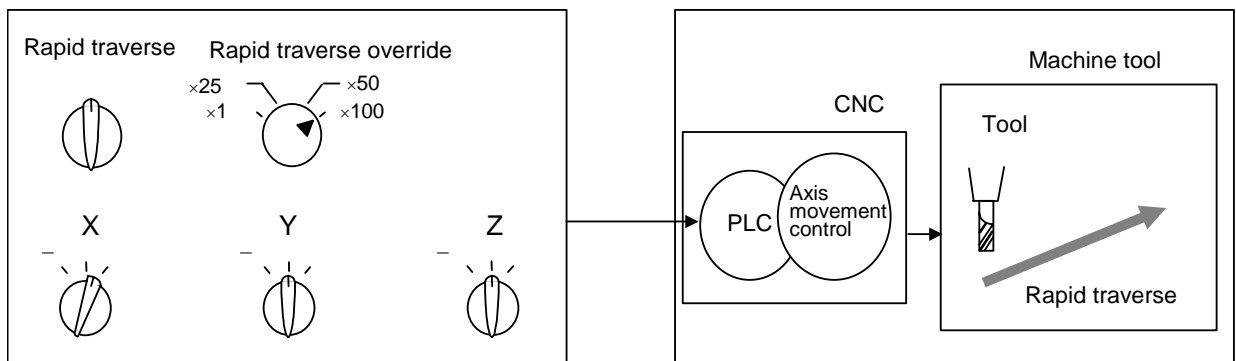 Rapid traverse
Rapid traverse override
×25
×50
×1
×100
X
Y
Z
–
–
–
Machine tool
CNC
Tool
PLC
Axis
movement
control
Rapid traverse